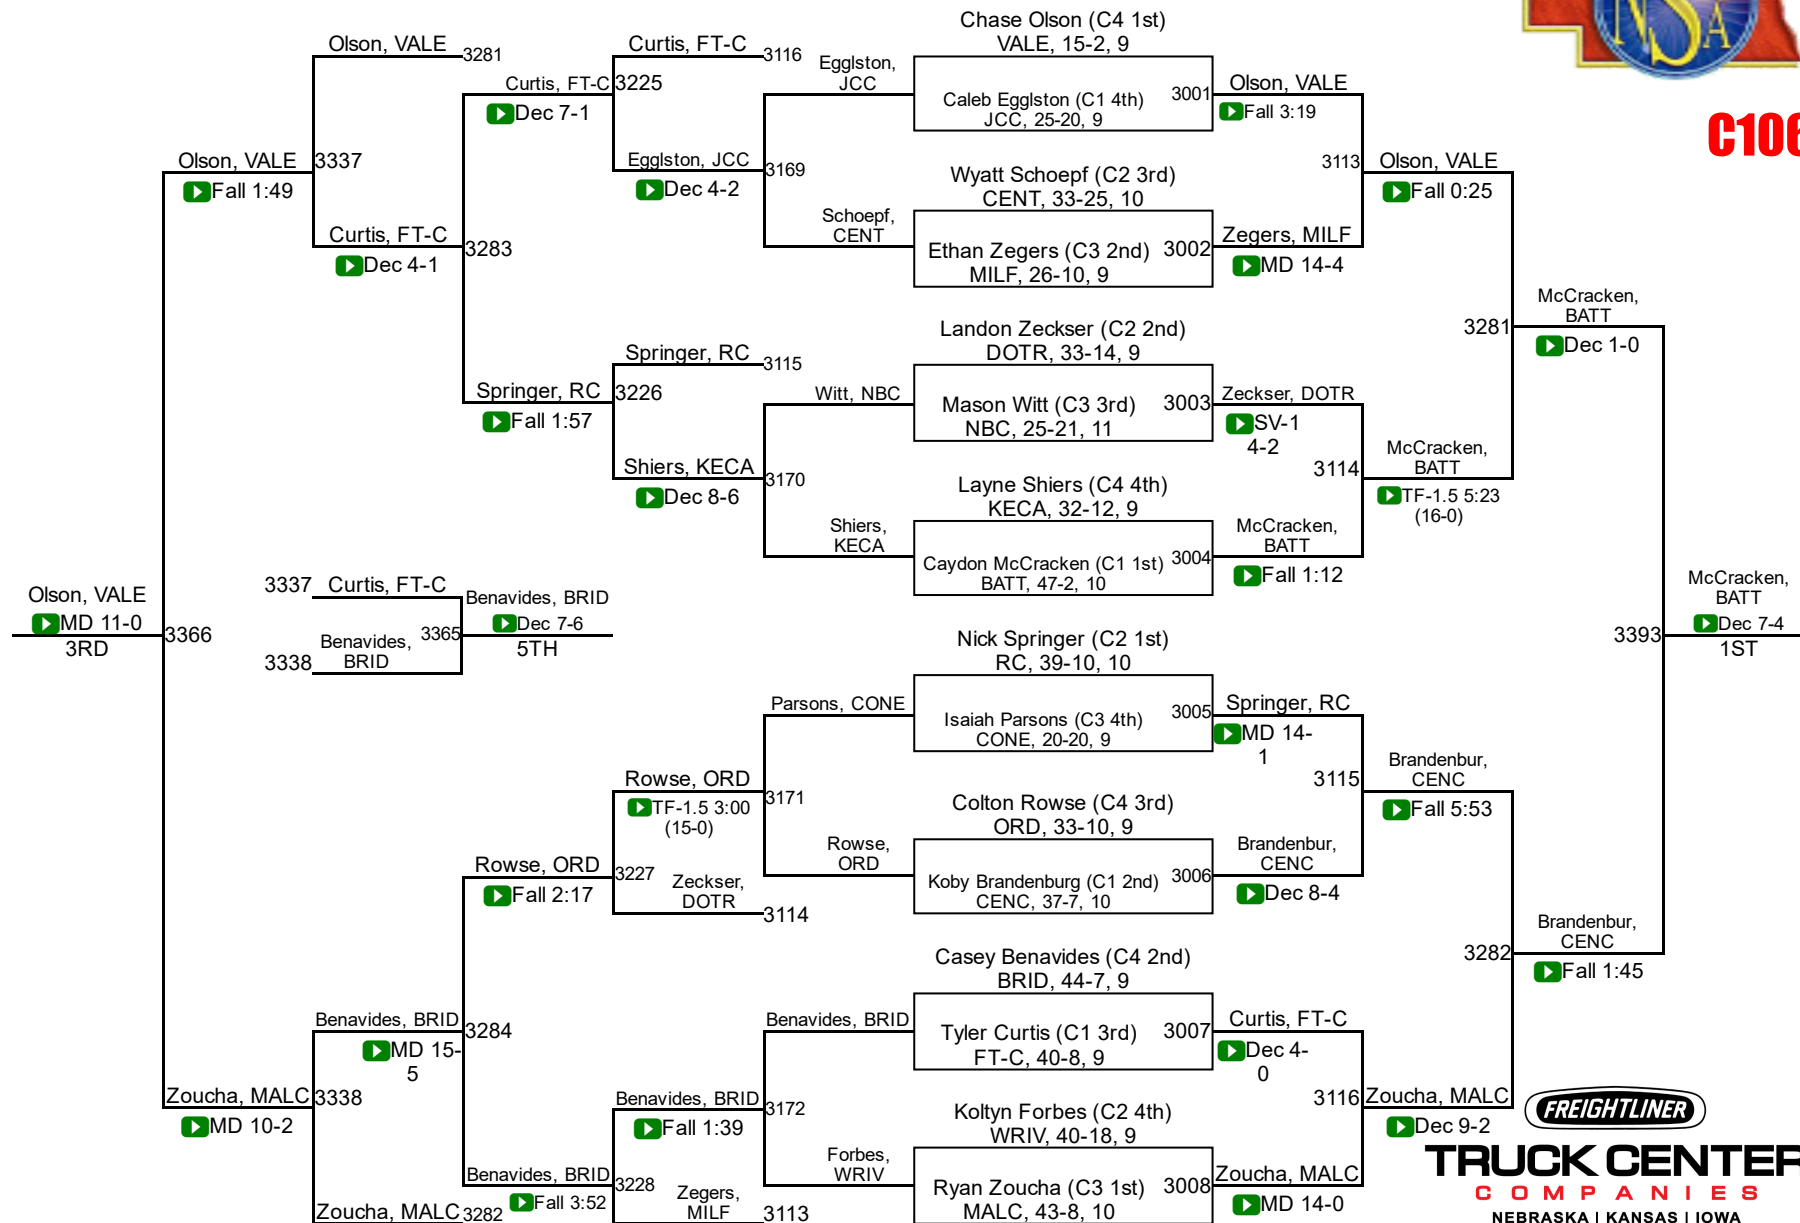 NSA
C106
Chase Olson (C4 1st)
VALE, 15-2, 9
Caleb Egglston (C1 4th)
JCC, 25-20, 9
3001
Wyatt Schoepf (C2 3rd)
CENT, 33-25, 10
Ethan Zegers (C3 2nd)
MILF, 26-10, 9
3002
Landon Zeckser (C2 2nd)
DOTR, 33-14, 9
Mason Witt (C3 3rd)
NBC, 25-21, 11
3003
Layne Shiers (C4 4th)
KECA, 32-12, 9
Caydon McCracken (C1 1st)
BATT, 47-2, 10
3004
Nick Springer (C2 1st)
RC, 39-10, 10
Isaiah Parsons (C3 4th)
CONE, 20-20, 9
3005
Colton Rowse (C4 3rd)
ORD, 33-10, 9
Koby Brandenburg (C1 2nd)
CENC, 37-7, 10
3006
Casey Benavides (C4 2nd)
BRID, 44-7, 9
Tyler Curtis (C1 3rd)
FT-C, 40-8, 9
3007
Koltyn Forbes (C2 4th)
WRIV, 40-18, 9
Ryan Zoucha (C3 1st)
MALC, 43-8, 10
3008
Olson, VALE
Fall 3:19
3113
Zegers, MILF
MD 14-4
Zeckser, DOTR
SV-1
4-2
3114
McCracken,
BATT
Fall 1:12
Springer, RC
MD 14-
1
3115
Brandenbur,
CENC
Dec 8-4
Curtis, FT-C
Dec 4-
0
3116
Zoucha, MALC
MD 14-0
Olson, VALE
Fall 0:25
3281
McCracken,
BATT
TF-1.5 5:23
(16-0)
Brandenbur,
CENC
Fall 5:53
3282
Zoucha, MALC
Dec 9-2
McCracken,
BATT
Dec 1-0
3393
Brandenbur,
CENC
Fall 1:45
McCracken,
BATT
Dec 7-4
1ST
Egglston,
JCC
3169
Schoepf,
CENT
Witt, NBC
3170
Shiers,
KECA
Parsons, CONE
3171
Rowse,
ORD
Benavides, BRID
3172
Forbes,
WRIV
Curtis, FT-C
3116
3225
Egglston, JCC
Dec 4-2
Springer, RC
3115
3226
Shiers, KECA
Dec 8-6
Rowse, ORD
TF-1.5 3:00
(15-0)
3227
Zeckser,
DOTR
3114
Benavides, BRID
Fall 1:39
3228
Zegers,
MILF
3113
Curtis, FT-C
Dec 7-1
3283
Springer, RC
Fall 1:57
Rowse, ORD
Fall 2:17
3284
Benavides, BRID
Fall 3:52
Olson, VALE
3281
3337
Curtis, FT-C
Dec 4-1
Benavides, BRID
MD 15-
5
3338
Zoucha, MALC
3282
Olson, VALE
Fall 1:49
3366
Zoucha, MALC
MD 10-2
Olson, VALE
MD 11-0
3RD
3337
Curtis, FT-C
3338
Benavides,
BRID
3365
Benavides, BRID
Dec 7-6
5TH
FREIGHTLINER
TRUCK CENTER
COMPANIES
NEBRASKA | KANSAS | IOWA